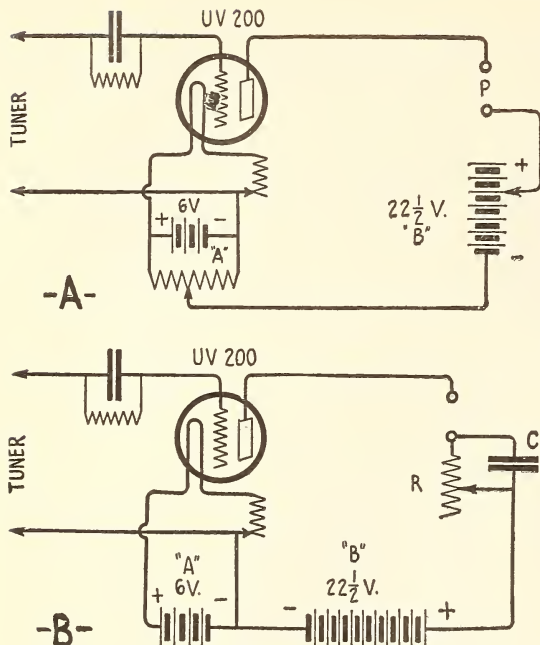 UV 200
TUNER
P
+
22½ V.
"B"
-
6V
+ -
"A"
-A-
UV 200
TUNER
C
R
"A"
6V.
+ -
"B"
22½ V.
- +
-B-